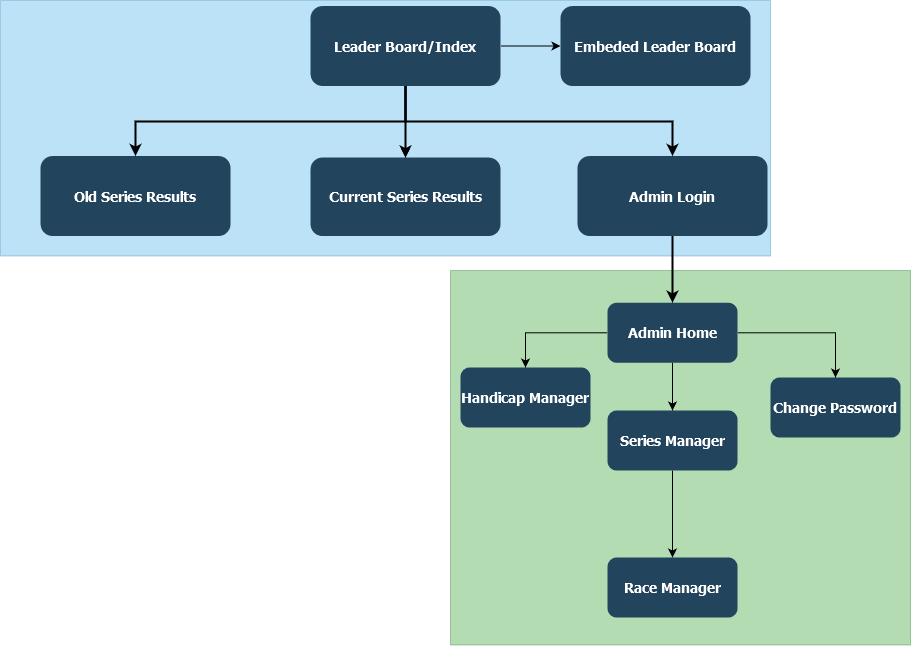 Leader Board/Index
Embeded Leader Board
Old Series Results
Current Series Results
Admin Login
Admin Home
Handicap Manager
Change Password
Series Manager
Race Manager